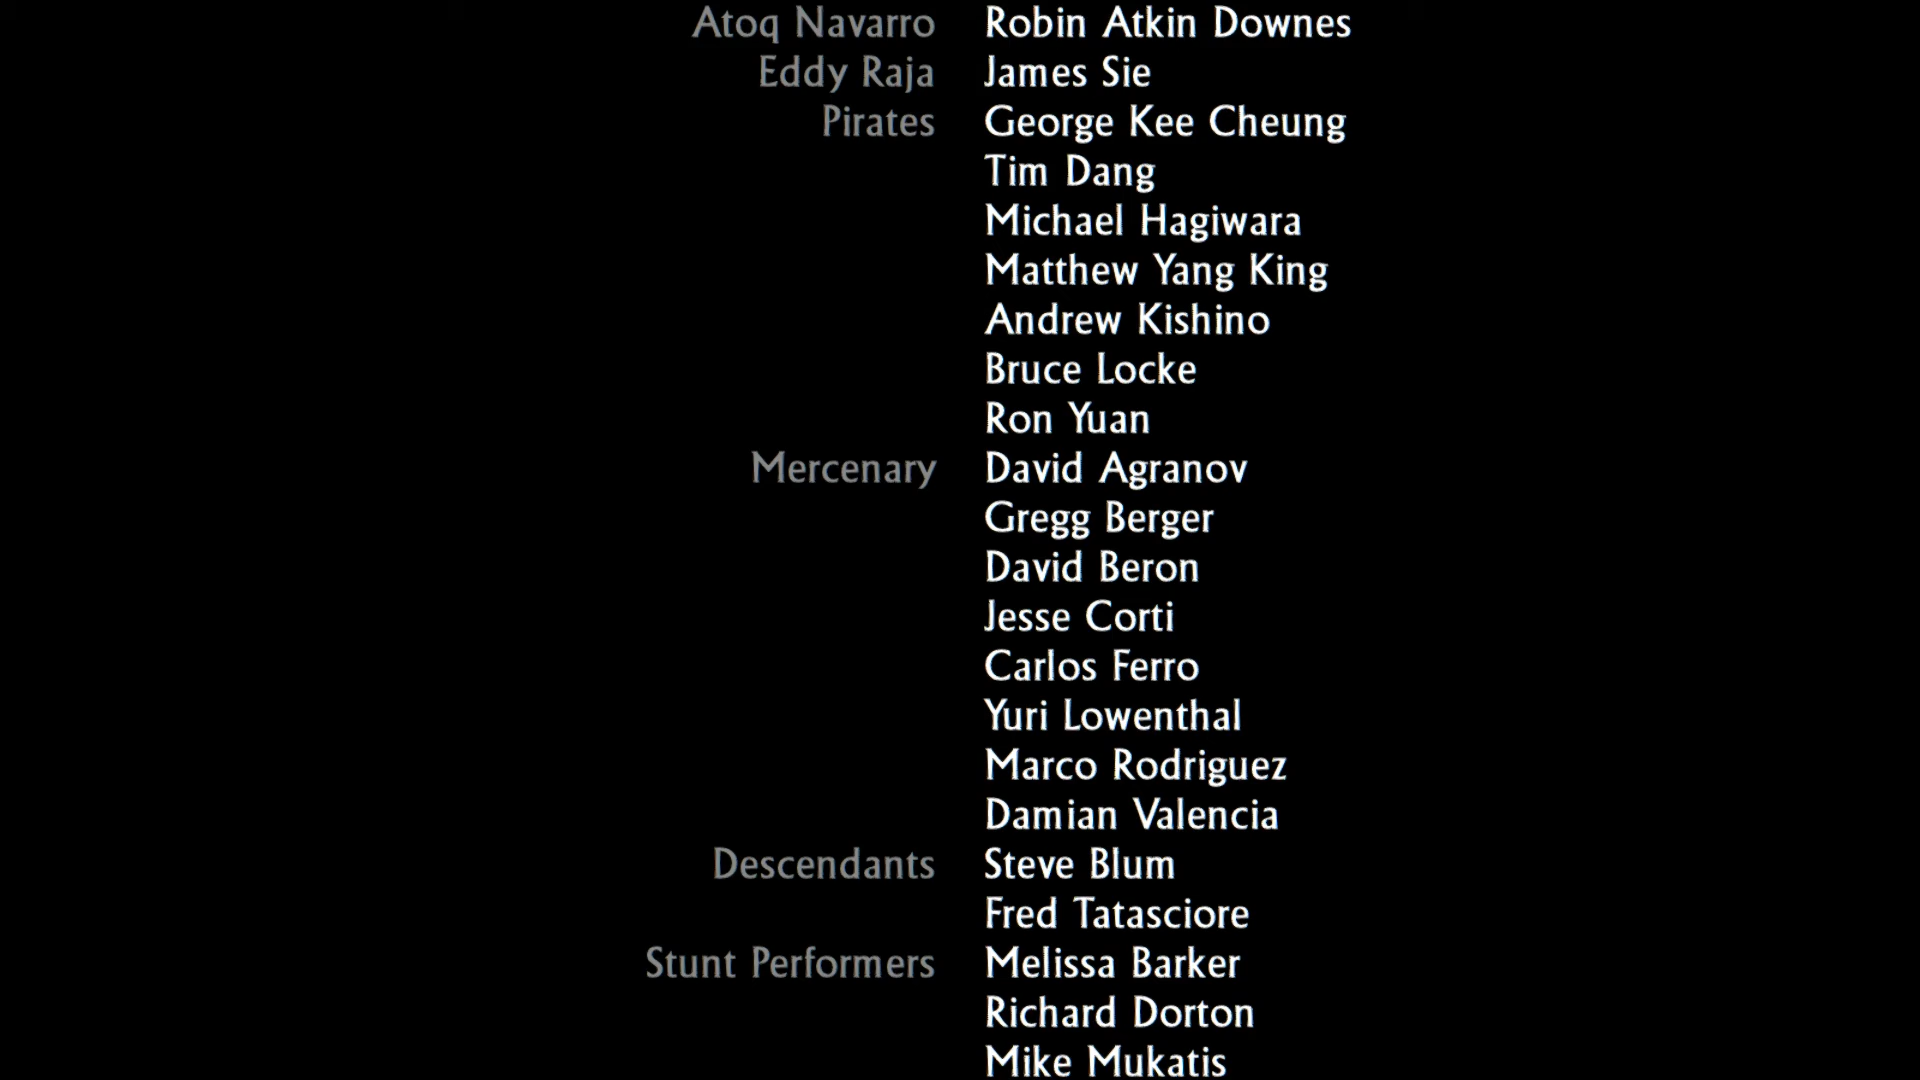 Atoq Navarro Robin Atkin Downes
Eddy Raja James Sie
Pirates George Kee Cheung
Tim Dang
Michael Hagiwara
Matthew Yang King
Andrew Kishino
Bruce Locke
Ron Yuan
Mercenary David Agranov
Gregg Berger
David Beron
Jesse Corti
Carlos Ferro
Yuri Lowenthal
Marco Rodriguez
Damian Valencia
Descendants Steve Blum
Fred Tatasciore
Stunt Performers Melissa Barker
Richard Dorton
Mike Mukatis